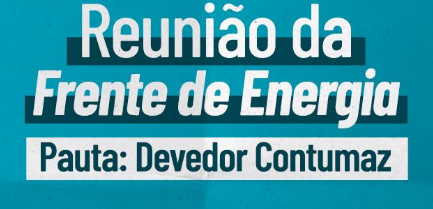 Reunião da
Frente de Energia
Pauta: Devedor Contumaz